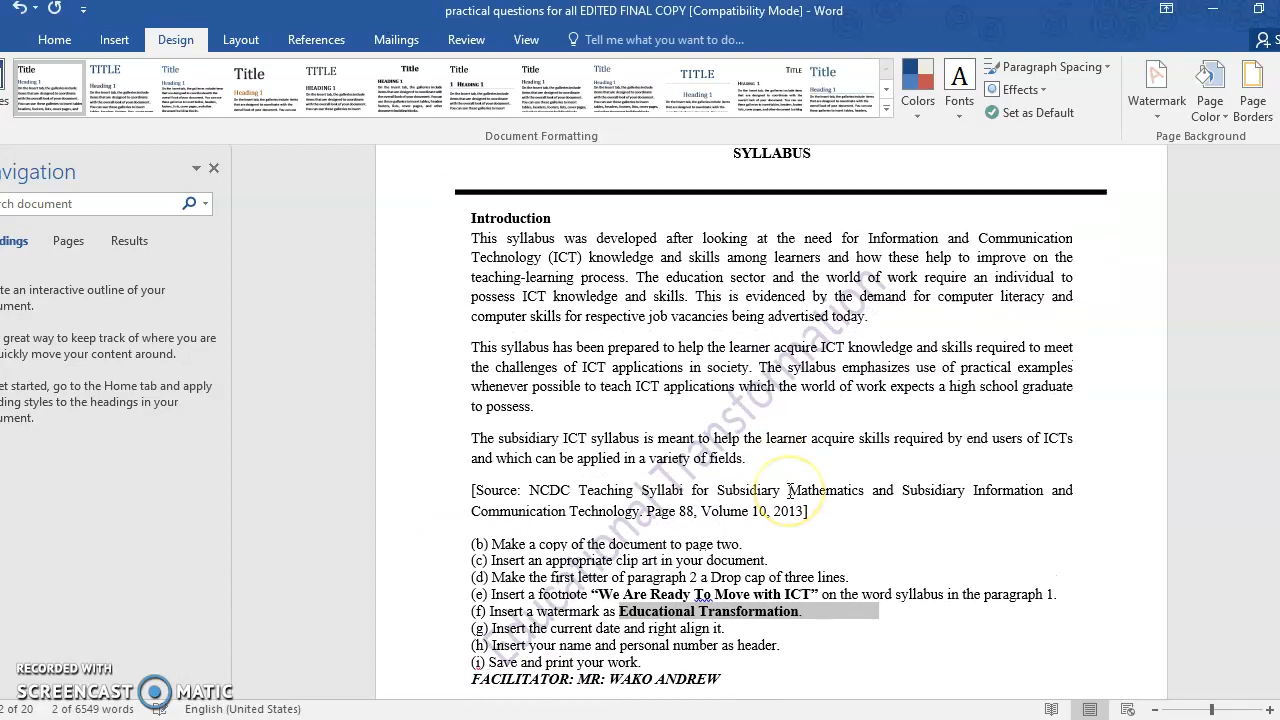 practical questions for all EDITED FINAL COPY [Compatibility Mode] - Word
Home Insert Design Layout References Mailings Review View Tell me what you want to do...
Title TITLE Title Title TITLE Title TITLE Title
Heading 1
Colors Fonts
Effects
Set as Default
Watermark Page Color Page Borders
Document Formatting
Page Background
SYLLABUS
Introduction
This syllabus was developed after looking at the need for Information and Communication
Technology (ICT) knowledge and skills among learners and how these help to improve on the
teaching-learning process. The education sector and the world of work require an individual to
possess ICT knowledge and skills. This is evidenced by the demand for computer literacy and
computer skills for respective job vacancies being advertised today.
This syllabus has been prepared to help the learner acquire ICT knowledge and skills required to meet
the challenges of ICT applications in society. The syllabus emphasizes use of practical examples
whenever possible to teach ICT applications which the world of work expects a high school graduate
to possess.
The subsidiary ICT syllabus is meant to help the learner acquire skills required by end users of ICTs
and which can be applied in a variety of fields.
[Source: NCDC Teaching Syllabi for Subsidiary Mathematics and Subsidiary Information and
Communication Technology. Page 88, Volume 10, 2013]
(b) Make a copy of the document to page two.
(c) Insert an appropriate clip art in your document.
(d) Make the first letter of paragraph 2 a Drop cap of three lines.
(e) Insert a footnote “We Are Ready To Move with ICT” on the word syllabus in the paragraph 1.
(f) Insert a watermark as Educational Transformation.
(g) Insert the current date and right align it.
(h) Insert your name and personal number as header.
(i) Save and print your work.
FACILITATOR: MR: WAKO ANDREW
Educational Transformation
vigation
rch document
dings Pages Results
te an interactive outline of your
cument.
great way to keep track of where you are
quickly move your content around.
et started, go to the Home tab and apply
ding styles to the headings in your
cument.
RECORDED WITH
SCREENCAST MATIC
2 of 20 2 of 6549 words English (United States)